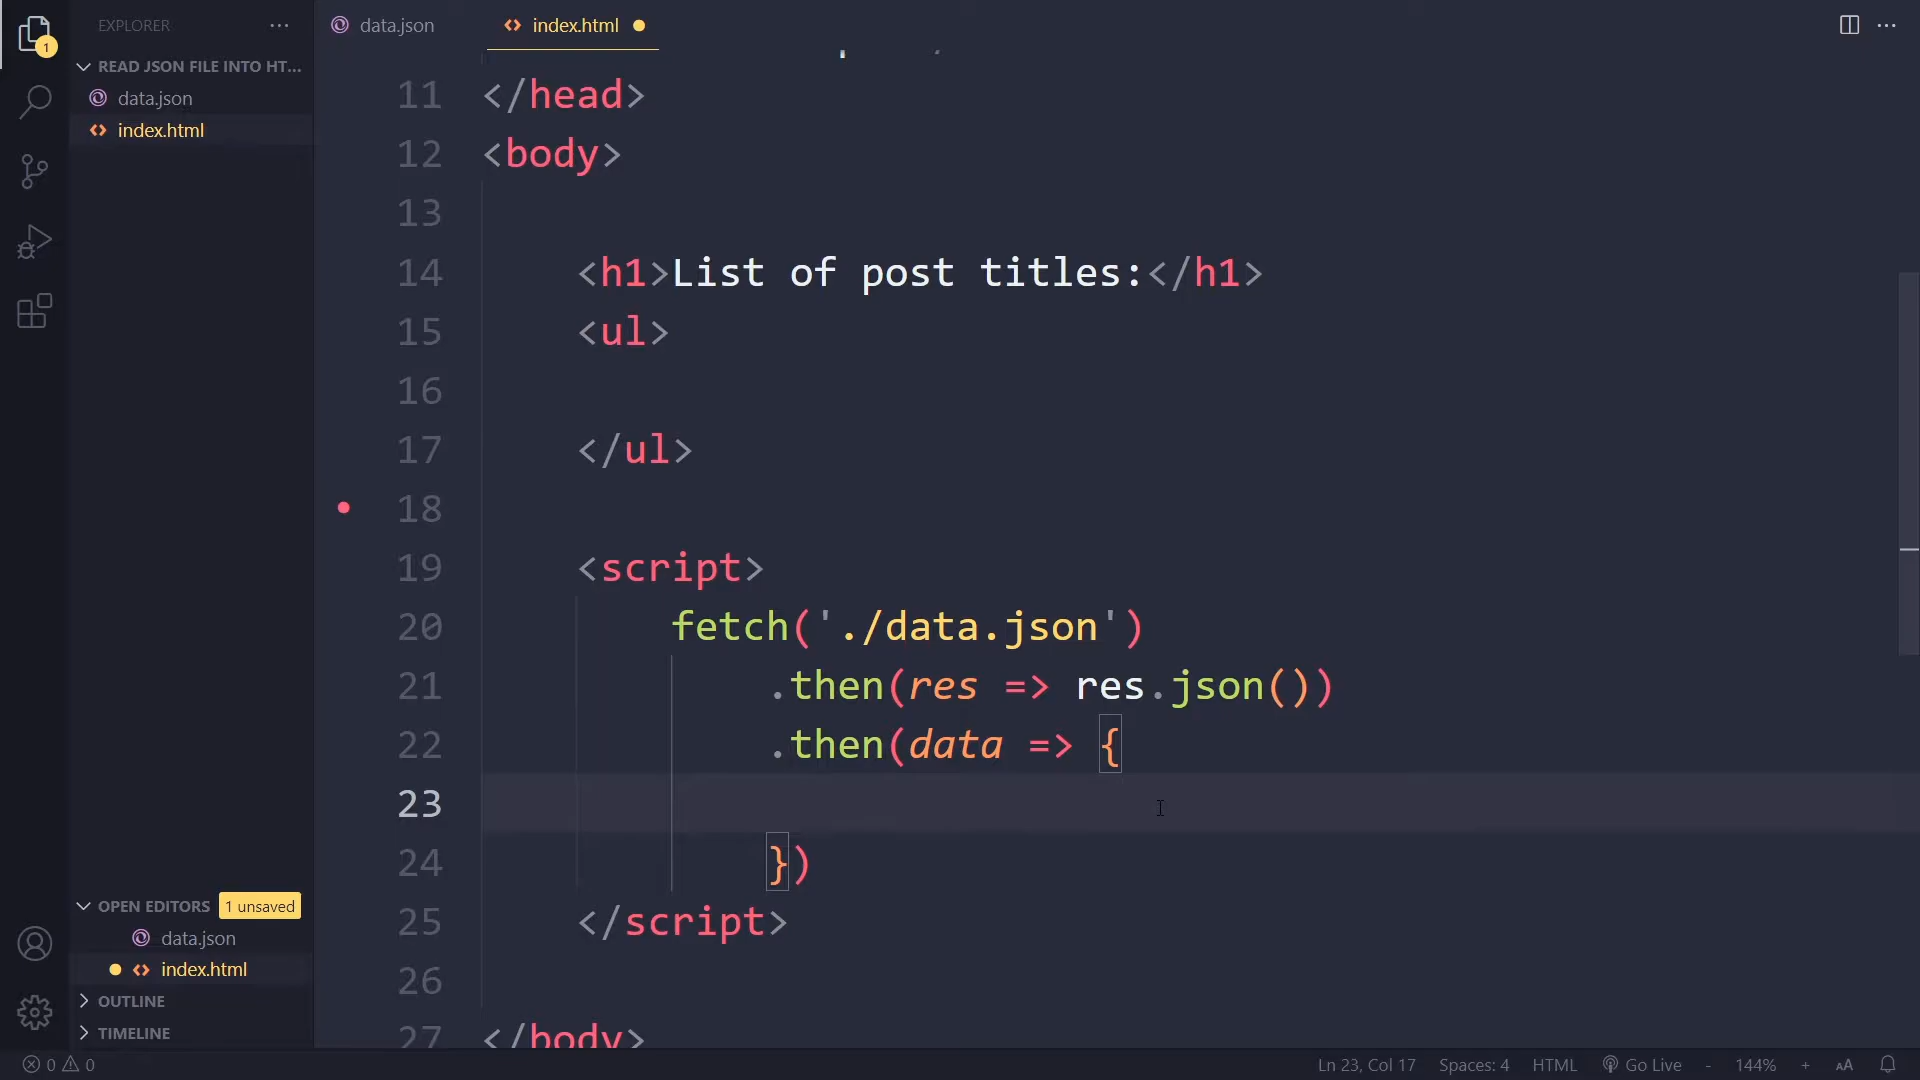 EXPLORER
data.json
index.html
1
READ JSON FILE INTO HT...
data.json
index.html
11 </head>
12 <body>
13
14 <h1>List of post titles:</h1>
15 <ul>
16
17 </ul>
18
19 <script>
20 fetch('./data.json')
21 .then(res => res.json())
22 .then(data => {
23
24 })
25 </script>
26
27 </body>
OPEN EDITORS 1 unsaved
data.json
index.html
OUTLINE
TIMELINE
0 0
Ln 23, Col 17 Spaces: 4 HTML Go Live - 144% + AA